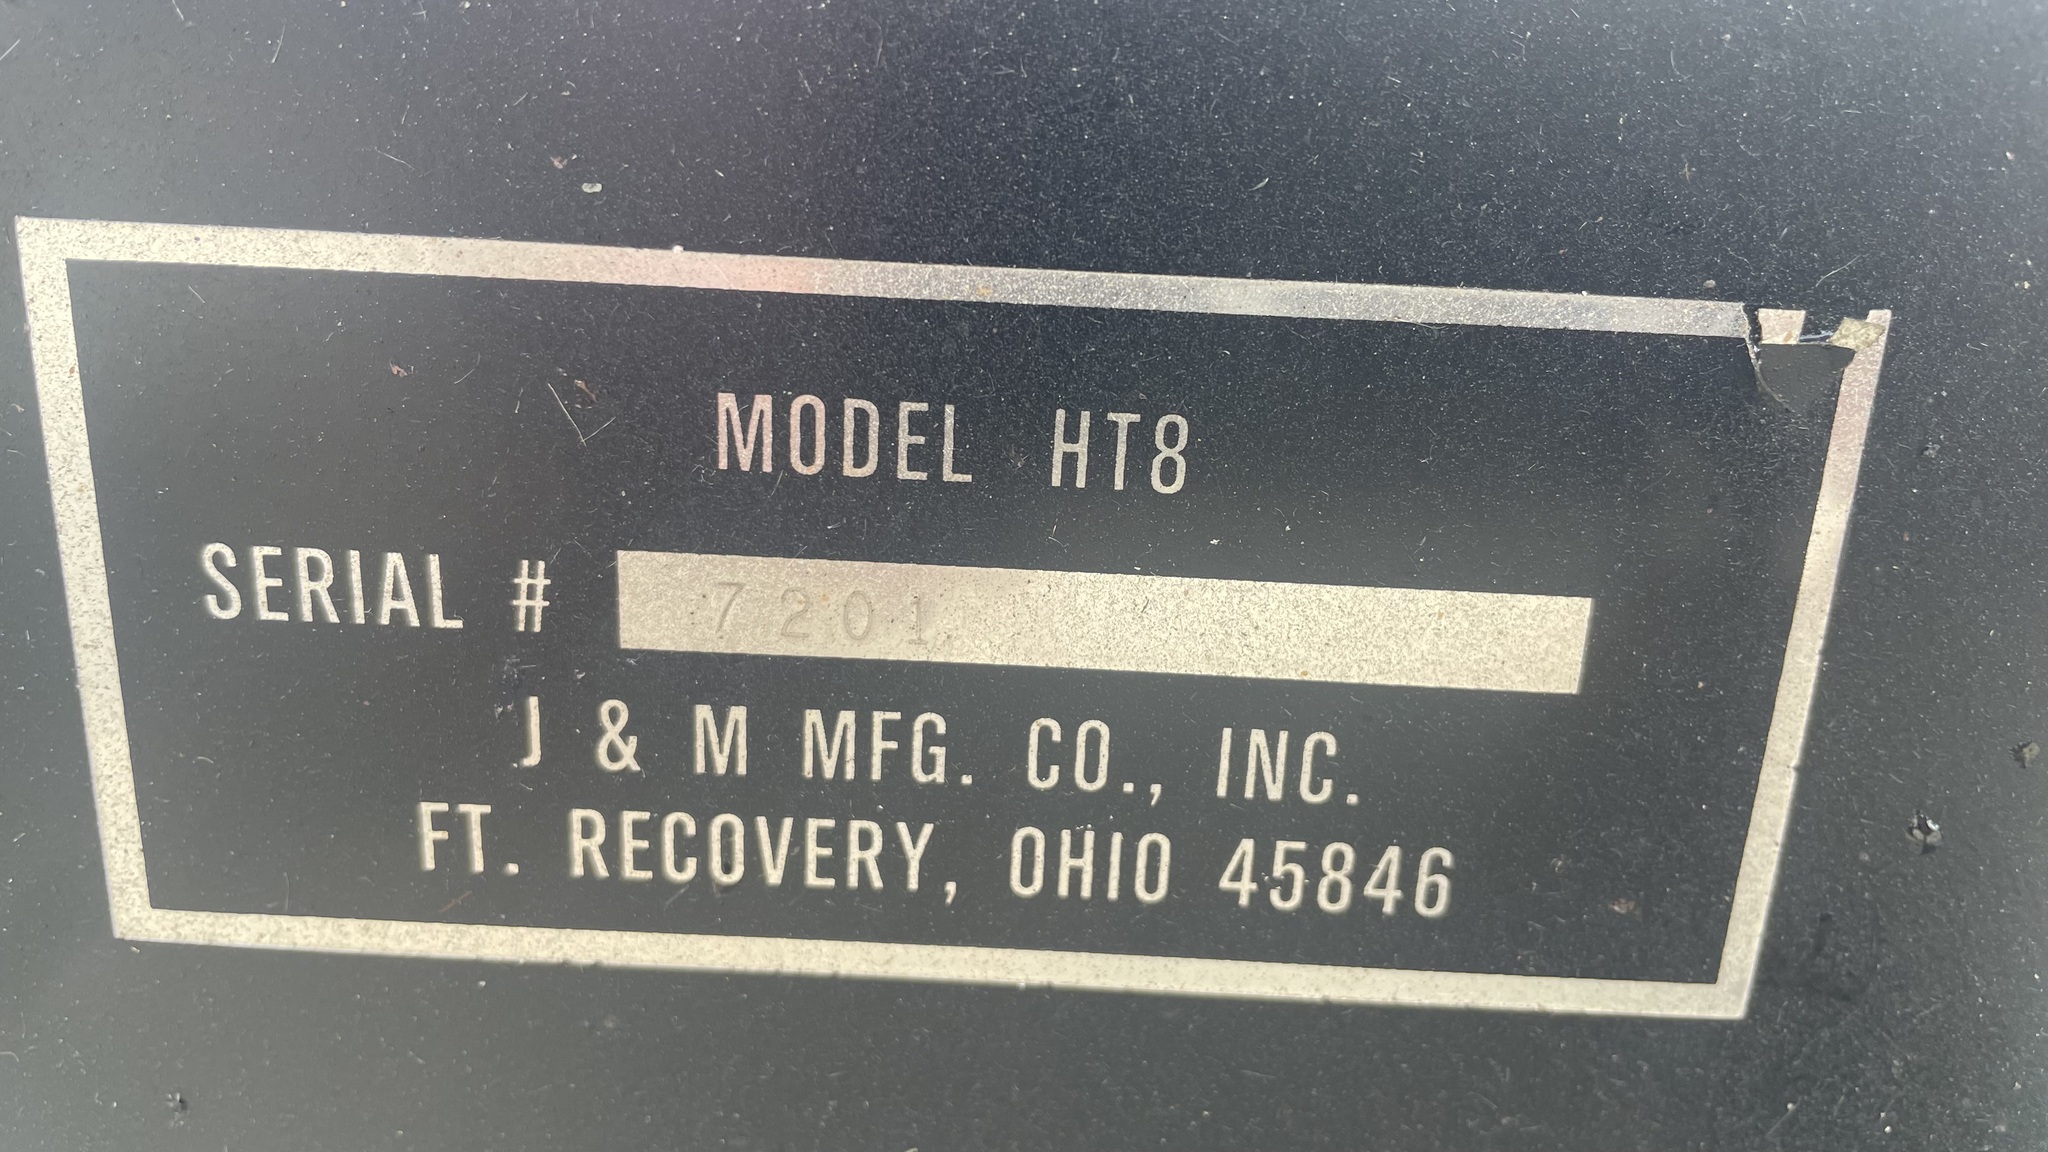 MODEL HT8
SERIAL # 7201
J & M MFG. CO., INC.
FT. RECOVERY, OHIO 45846